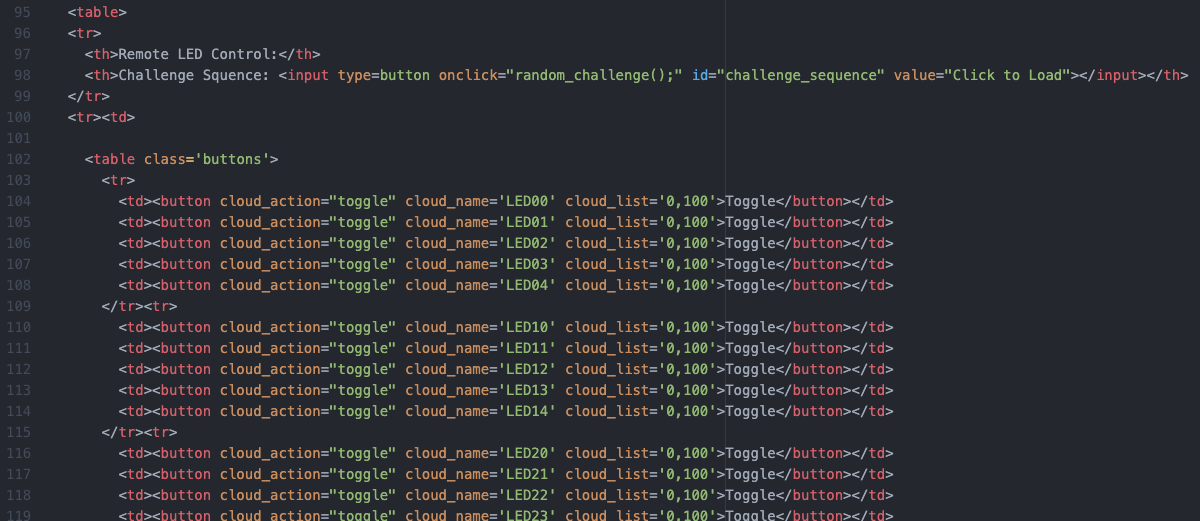 95 <table>
96 <tr>
97 <th>Remote LED Control:</th>
98 <th>Challenge Squence: <input type=button onclick="random_challenge();" id="challenge_sequence" value="Click to Load"></input></th>
99 </tr>
100 <tr><td>
101
102 <table class='buttons'>
103 <tr>
104 <td><button cloud_action="toggle" cloud_name='LED00' cloud_list='0,100'>Toggle</button></td>
105 <td><button cloud_action="toggle" cloud_name='LED01' cloud_list='0,100'>Toggle</button></td>
106 <td><button cloud_action="toggle" cloud_name='LED02' cloud_list='0,100'>Toggle</button></td>
107 <td><button cloud_action="toggle" cloud_name='LED03' cloud_list='0,100'>Toggle</button></td>
108 <td><button cloud_action="toggle" cloud_name='LED04' cloud_list='0,100'>Toggle</button></td>
109 </tr><tr>
110 <td><button cloud_action="toggle" cloud_name='LED10' cloud_list='0,100'>Toggle</button></td>
111 <td><button cloud_action="toggle" cloud_name='LED11' cloud_list='0,100'>Toggle</button></td>
112 <td><button cloud_action="toggle" cloud_name='LED12' cloud_list='0,100'>Toggle</button></td>
113 <td><button cloud_action="toggle" cloud_name='LED13' cloud_list='0,100'>Toggle</button></td>
114 <td><button cloud_action="toggle" cloud_name='LED14' cloud_list='0,100'>Toggle</button></td>
115 </tr><tr>
116 <td><button cloud_action="toggle" cloud_name='LED20' cloud_list='0,100'>Toggle</button></td>
117 <td><button cloud_action="toggle" cloud_name='LED21' cloud_list='0,100'>Toggle</button></td>
118 <td><button cloud_action="toggle" cloud_name='LED22' cloud_list='0,100'>Toggle</button></td>
119 <td><button cloud_action="toggle" cloud_name='LED23' cloud_list='0,100'>Toggle</button></td>